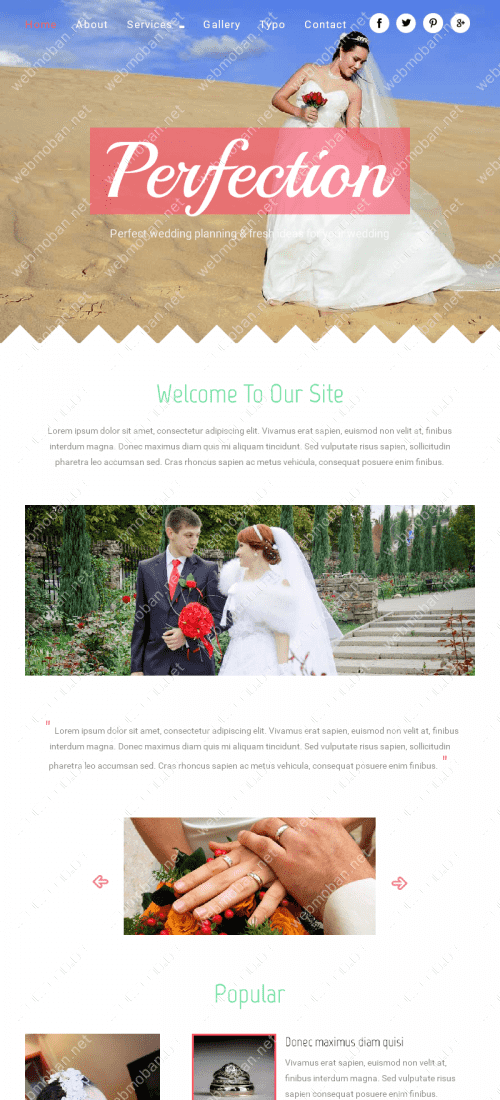 Home About Services Gallery Typo Contact
Perfection
Perfect wedding planning & fresh ideas for your wedding
Welcome To Our Site
Lorem ipsum dolor sit amet, consectetur adipiscing elit. Vivamus erat sapien, euismod non velit at, finibus
interdum magna. Donec maximus diam quis mi aliquam tincidunt. Sed vulputate risus sapien, sollicitudin
pharetra leo accumsan sed. Cras rhoncus sapien ac metus vehicula, consequat posuere enim finibus.
" Lorem ipsum dolor sit amet, consectetur adipiscing elit. Vivamus erat sapien, euismod non velit at, finibus
interdum magna. Donec maximus diam quis mi aliquam tincidunt. Sed vulputate risus sapien, sollicitudin
pharetra leo accumsan sed. Cras rhoncus sapien ac metus vehicula, consequat posuere enim finibus. "
Popular
Donec maximus diam quisi
Vivamus erat sapien, euismod non velit at,
finibus interdum magna. Sed vulputate risus
sapien consequat posuere enim finibus.
webmoban.net